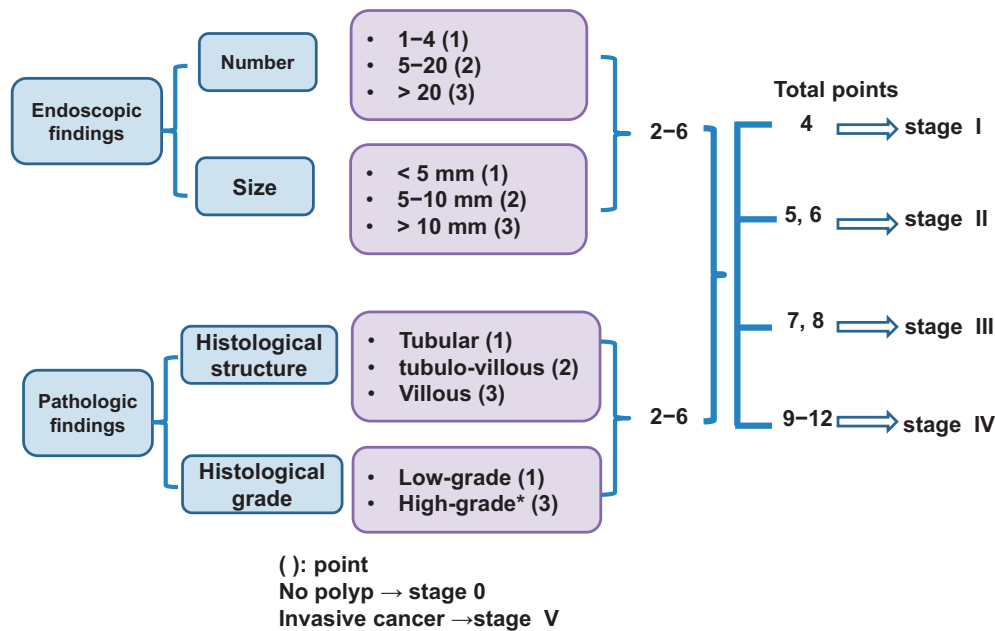 Endoscopic
findings
Number
• 1−4 (1)
• 5−20 (2)
• > 20 (3)
Size
• < 5 mm (1)
• 5−10 mm (2)
• > 10 mm (3)
2−6
Pathologic
findings
Histological
structure
• Tubular (1)
• tubulo-villous (2)
• Villous (3)
Histological
grade
• Low-grade (1)
• High-grade* (3)
2−6
Total points
4 stage I
5, 6 stage II
7, 8 stage III
9−12 stage IV
( ): point
No polyp → stage 0
Invasive cancer →stage V